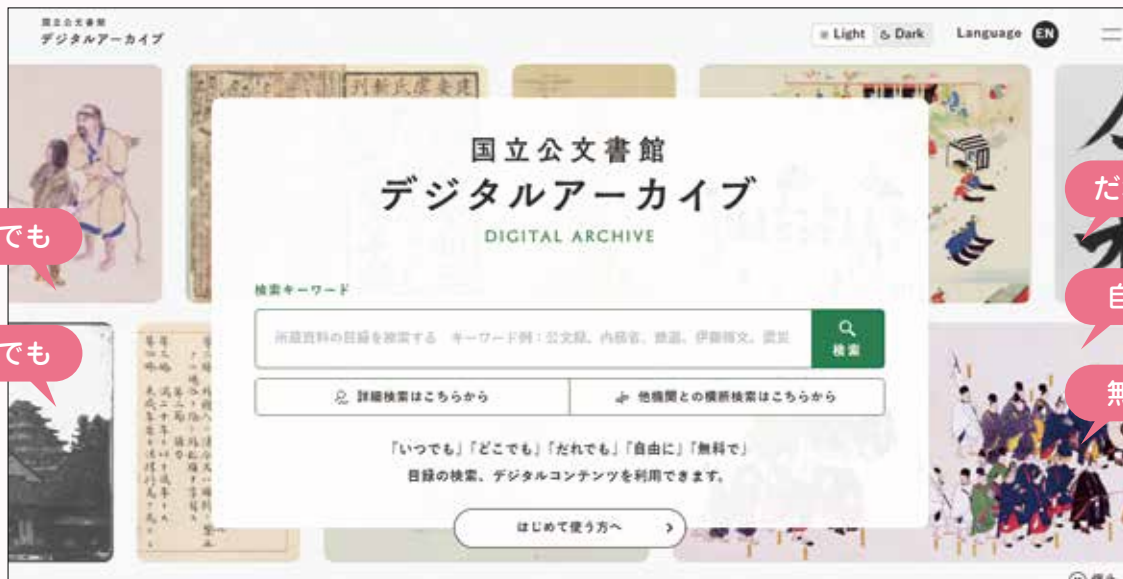 国立公文書館
デジタルアーカイブ
Light Dark Language EN
建安虞氏新刊
国立公文書館
デジタルアーカイブ
DIGITAL ARCHIVE
でも
でも
だ
自
無
検索キーワード
所蔵資料の目録を検索する キーワード例:公文録、内務省、鉄道、伊藤博文、震災
検索
詳細検索はこちらから
他機関との横断検索はこちらから
「いつでも」「どこでも」「だれでも」「自由に」「無料で」
目録の検索、デジタルコンテンツを利用できます。
はじめて使う方へ